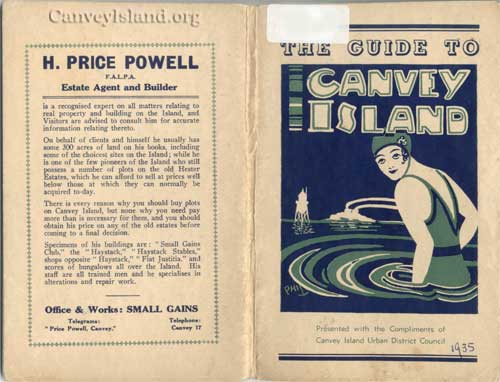 CanveyIsland.org
H. PRICE POWELL
F.A.L.P.A.
Estate Agent and Builder
is a recognised expert on all matters relating to
real property and building on the Island, and
Visitors are advised to consult him for accurate
information relating thereto.
On behalf of clients and himself he usually has
some 300 acres of land on his books, including
some of the choicest sites on the Island; while he
is one of the few pioneers of the Island who still
possess a number of plots on the old Hester
Estates, which he can afford to sell at prices well
below those at which they can normally be
acquired to-day.
There is every reason why you should buy plots
on Canvey Island, but none why you need pay
more than is necessary for them, and you should
obtain his price on any of the old estates before
coming to a final decision.
Specimens of his buildings are: "Small Gains
Club," the "Haystack," "Haystack Stables,"
shops opposite "Haystack," "Fiat Justitia," and
scores of bungalows all over the Island. His
staff are all trained men and he specialises in
alterations and repair work.
Office & Works: SMALL GAINS
Telegrams: Telephone:
"Price Powell, Canvey." Canvey 17
THE GUIDE TO
CANVEY
ISLAND
PHIL
Presented with the Compliments of
Canvey Island Urban District Council
1935